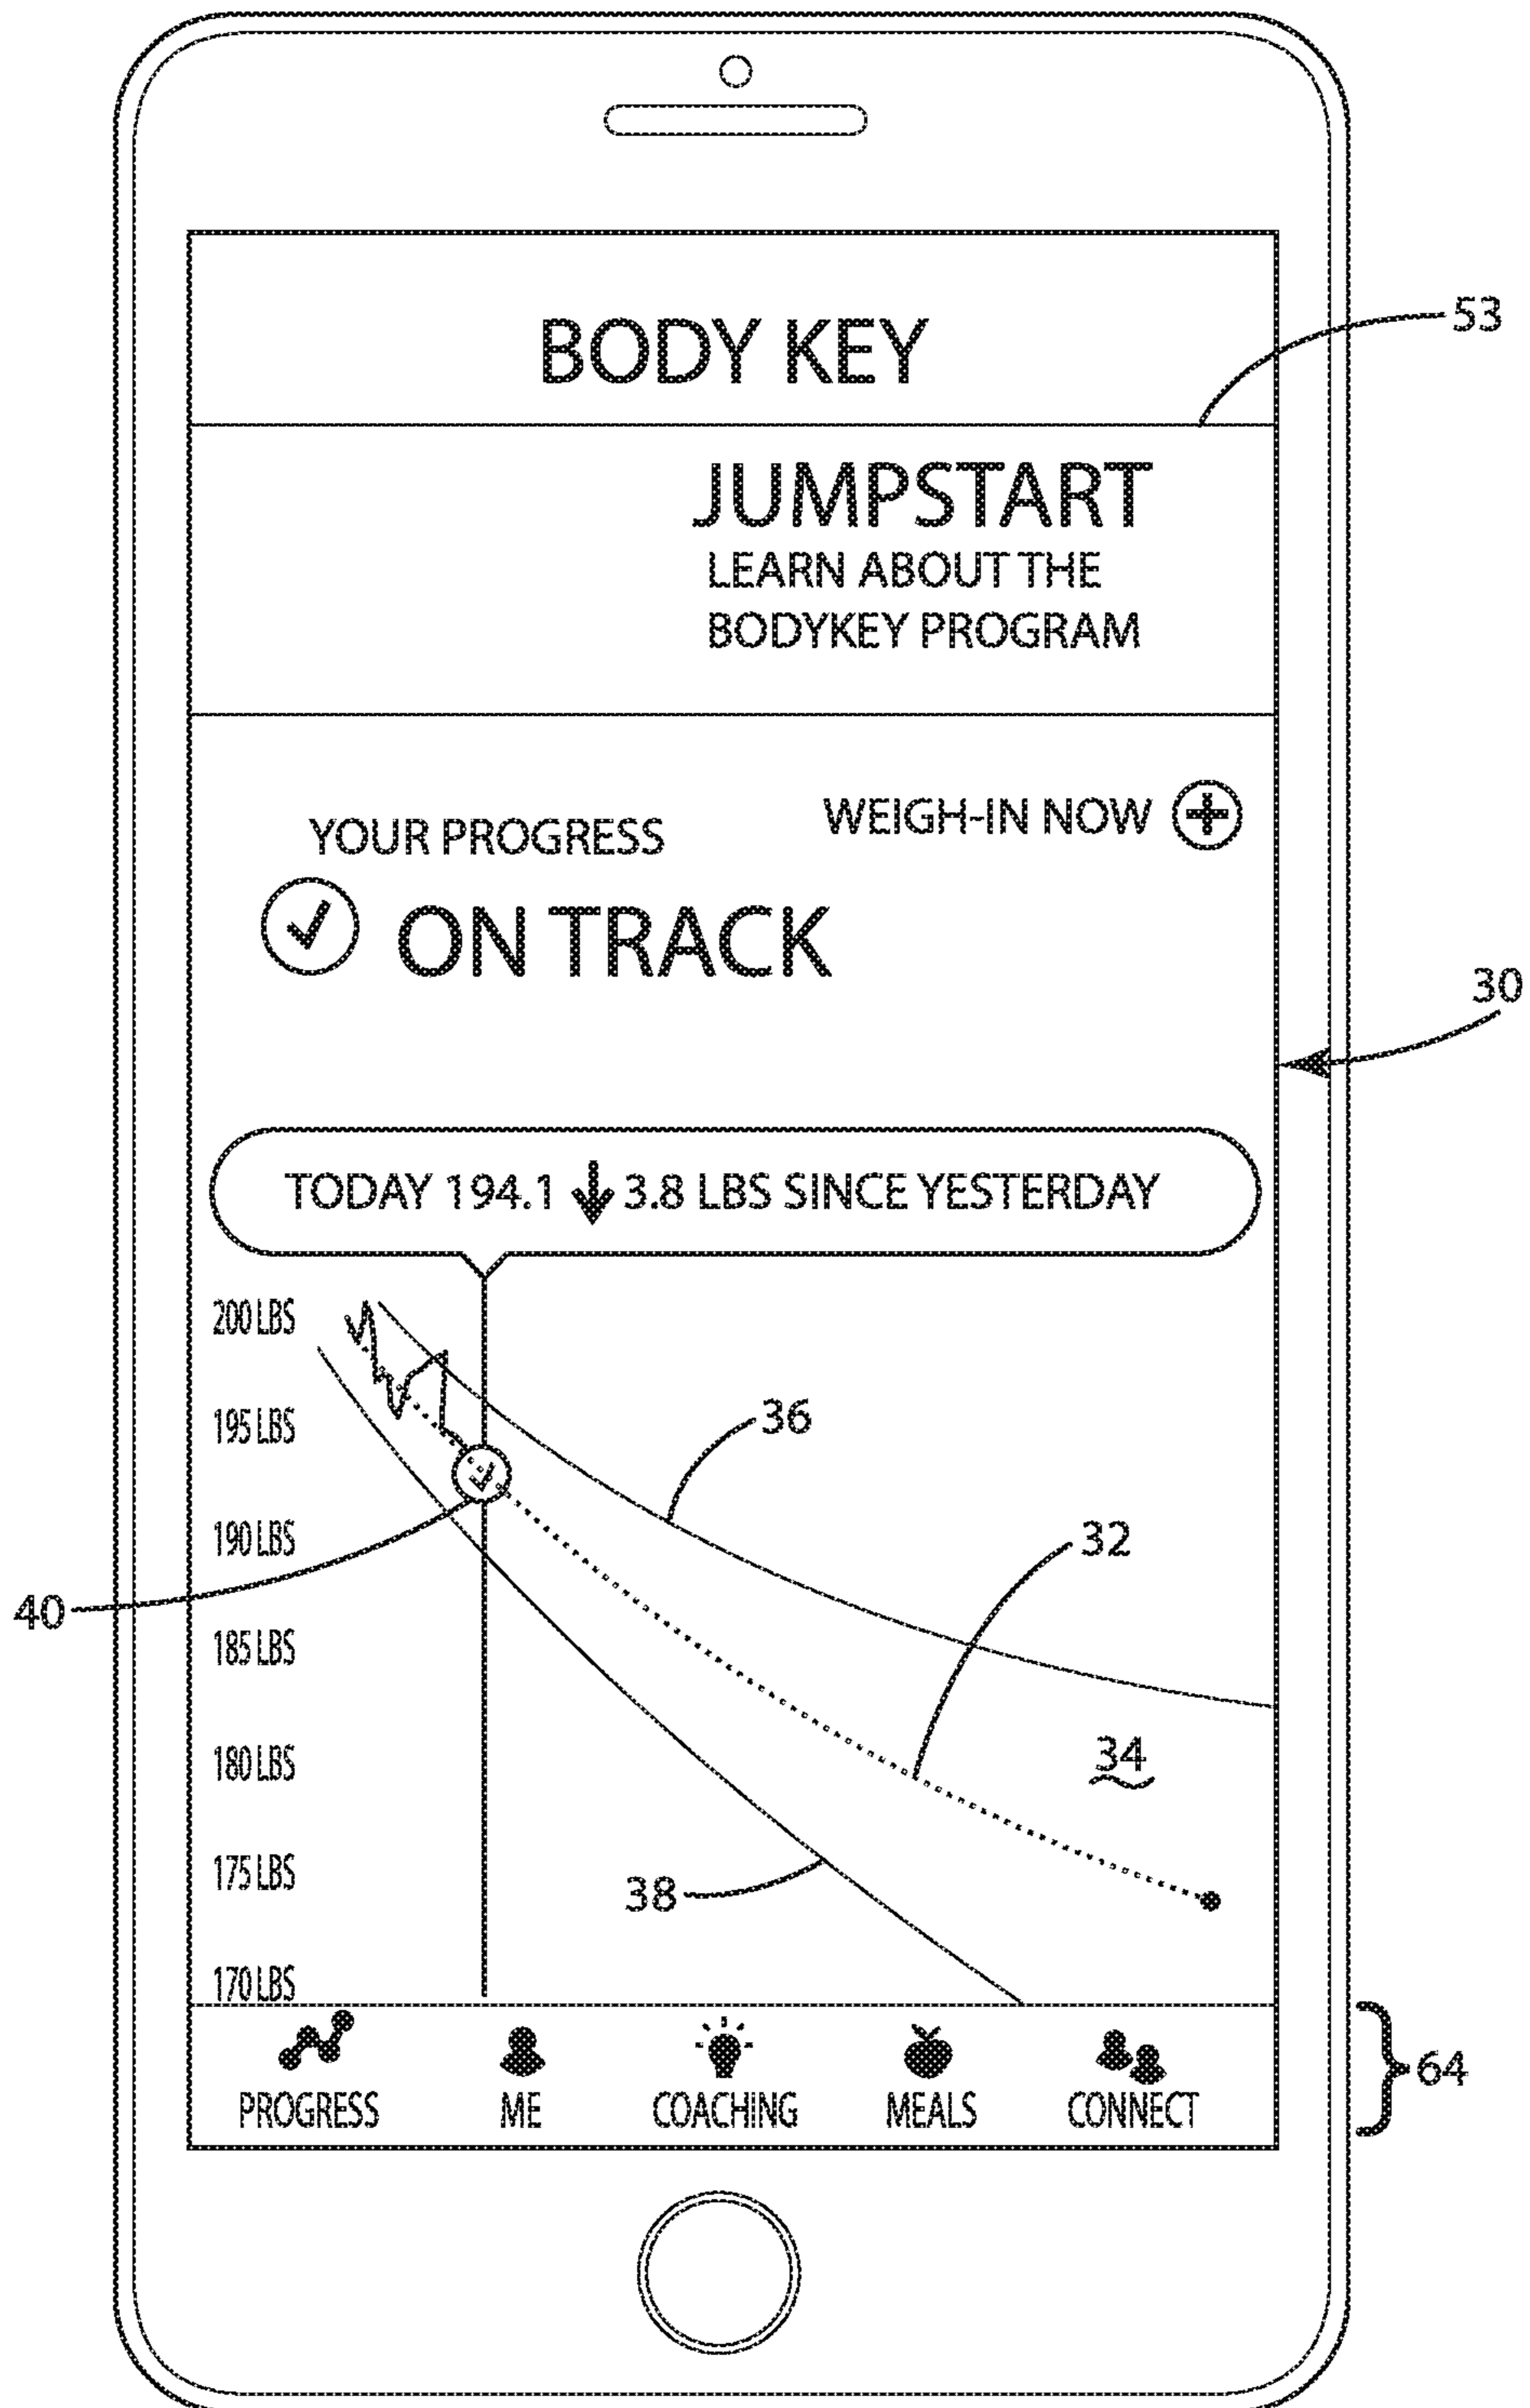 BODY KEY
53
JUMPSTART
LEARN ABOUT THE
BODYKEY PROGRAM
WEIGH-IN NOW
YOUR PROGRESS
ON TRACK
30
TODAY 194.1 ↓ 3.8 LBS SINCE YESTERDAY
200 LBS
195 LBS
36
190 LBS
32
40
185 LBS
180 LBS
34
175 LBS
38
170 LBS
PROGRESS ME COACHING MEALS CONNECT
64